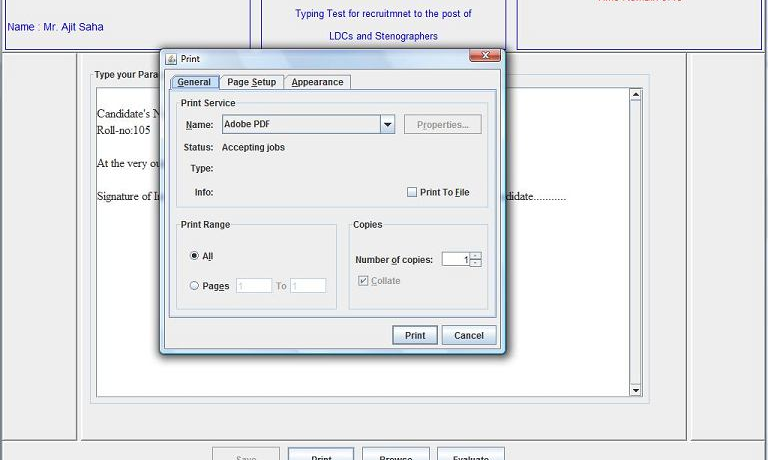 Typing Test for recruitmnet to the post of
Name : Mr. Ajit Saha
LDCs and Stenographers
Print
Type your Para
General Page Setup Appearance
Print Service
Candidate's N
Name: Adobe PDF Properties...
Roll-no:105
Status: Accepting jobs
At the very ou
Type:
Signature of
Info: Print To File
didate...........
Print Range
Copies
All
Number of copies: 1
Pages 1 To 1
Collate
Print Cancel
Save Print Browse Evaluate